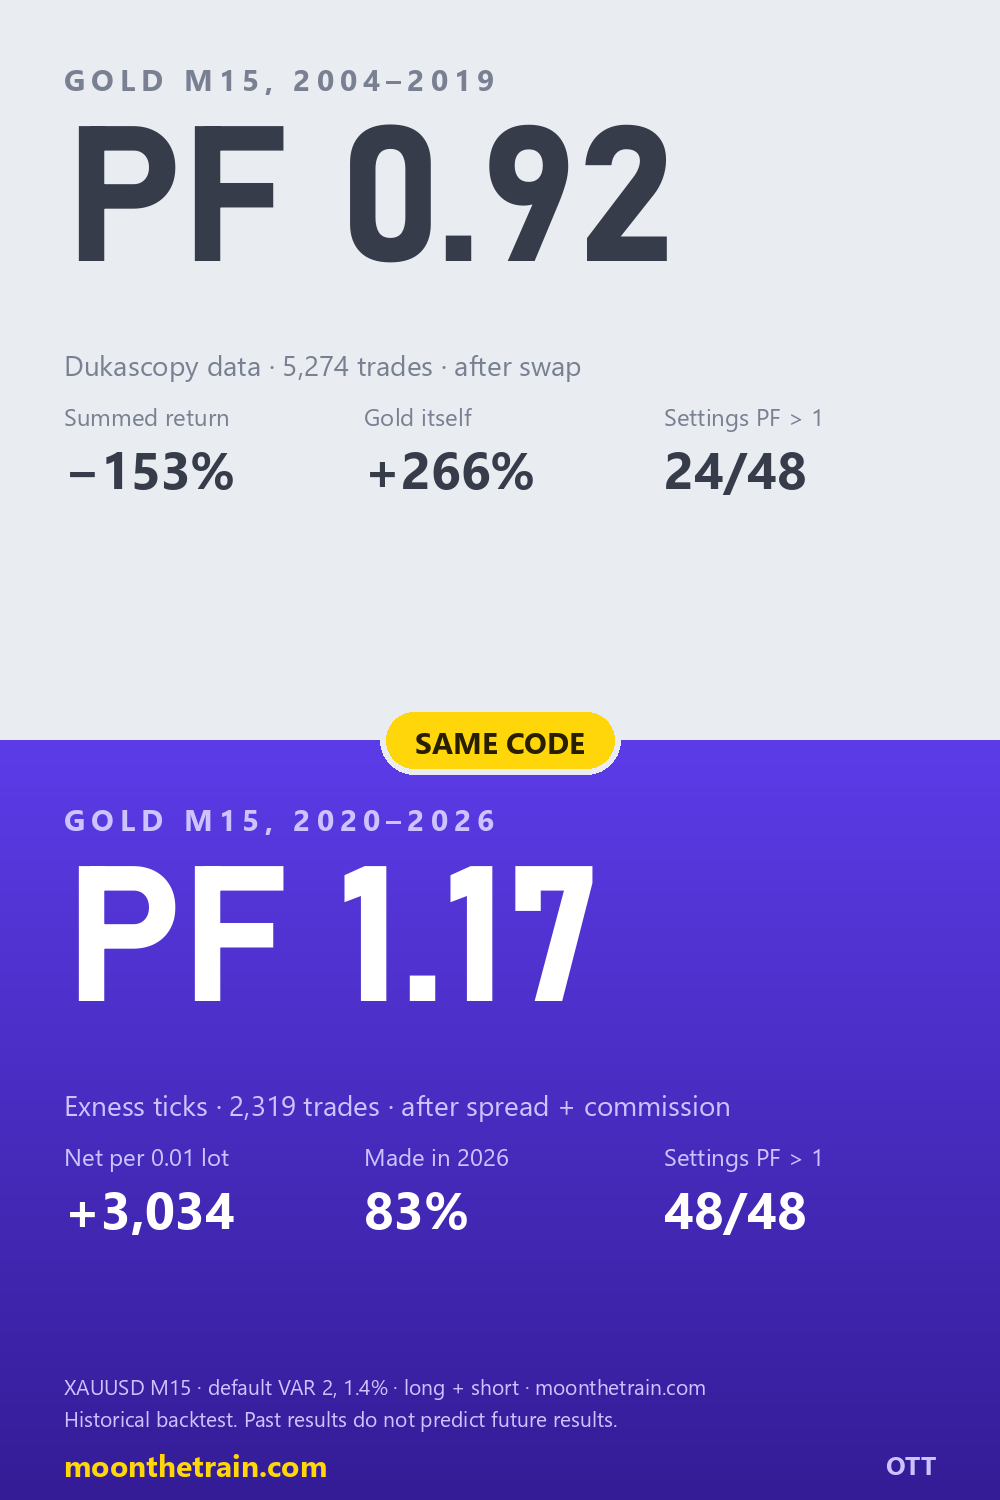 GOLD M15, 2004–2019
PF 0.92
Dukascopy data · 5,274 trades · after swap
Summed return Gold itself Settings PF > 1
−153% +266% 24/48
SAME CODE
GOLD M15, 2020–2026
PF 1.17
Exness ticks · 2,319 trades · after spread + commission
Net per 0.01 lot Made in 2026 Settings PF > 1
+3,034 83% 48/48
XAUUSD M15 · default VAR 2, 1.4% · long + short · moonthetrain.com
Historical backtest. Past results do not predict future results.
moonthetrain.com OTT